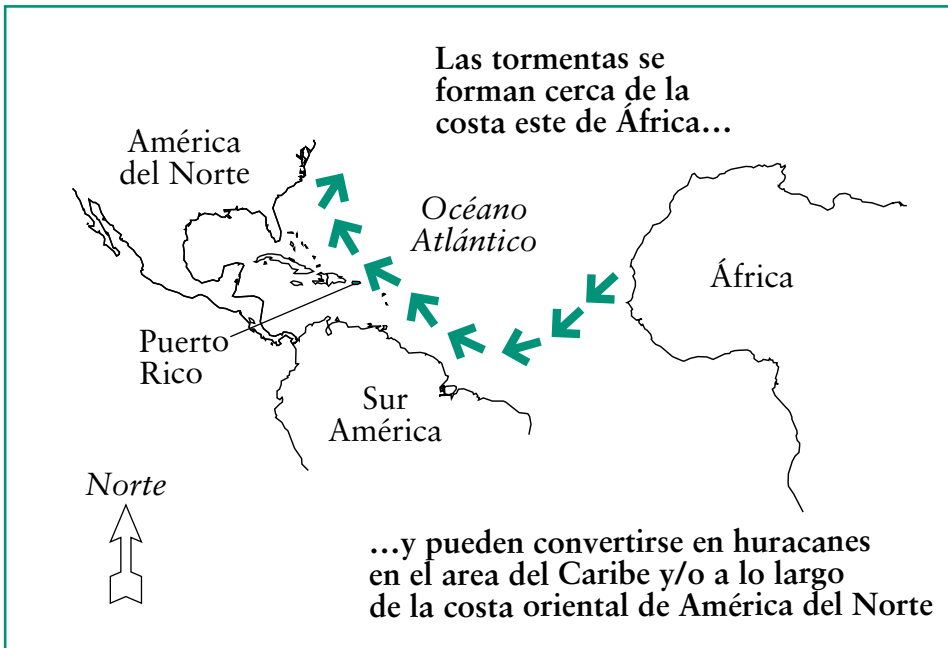 Las tormentas se
forman cerca de la
costa este de África...
América
del Norte
Océano
Atlántico
África
Puerto
Rico
Sur
América
Norte
...y pueden convertirse en huracanes
en el area del Caribe y/o a lo largo
de la costa oriental de América del Norte